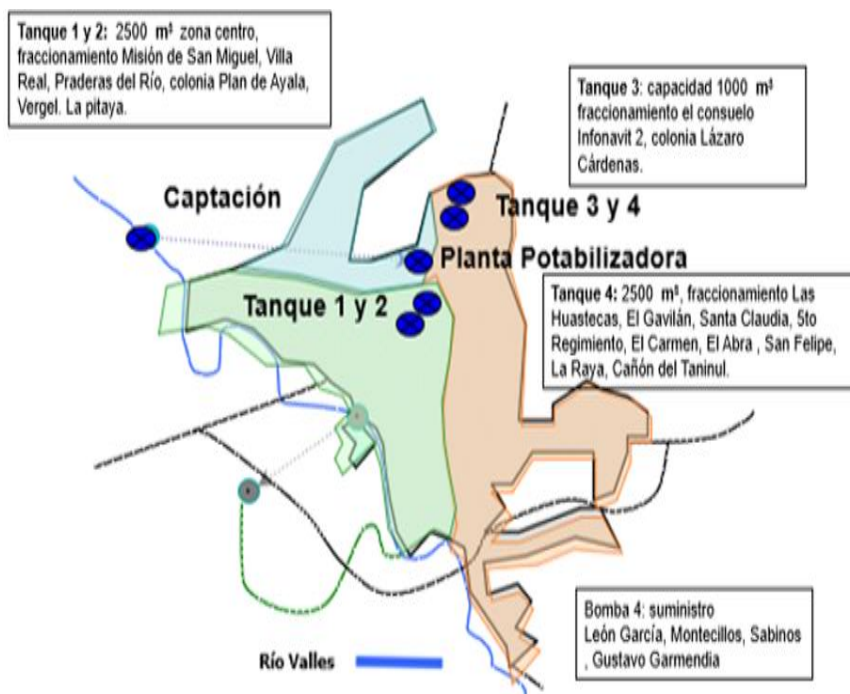 Tanque 1 y 2: 2500 m³ zona centro,
fraccionamiento Misión de San Miguel, Villa
Real, Praderas del Río, colonia Plan de Ayala,
Vergel. La pitaya.
Tanque 3: capacidad 1000 m³
fraccionamiento el consuelo
Infonavit 2, colonia Lázaro
Cárdenas.
Captación
Tanque 3 y 4
Planta Potabilizadora
Tanque 1 y 2
Tanque 4: 2500 m³, fraccionamiento Las
Huastecas, El Gavilán, Santa Claudia, 5to
Regimiento, El Carmen, El Abra , San Felipe,
La Raya, Cañón del Taninul.
Bomba 4: suministro
León García, Montecillos, Sabinos
, Gustavo Garmendia
Río Valles